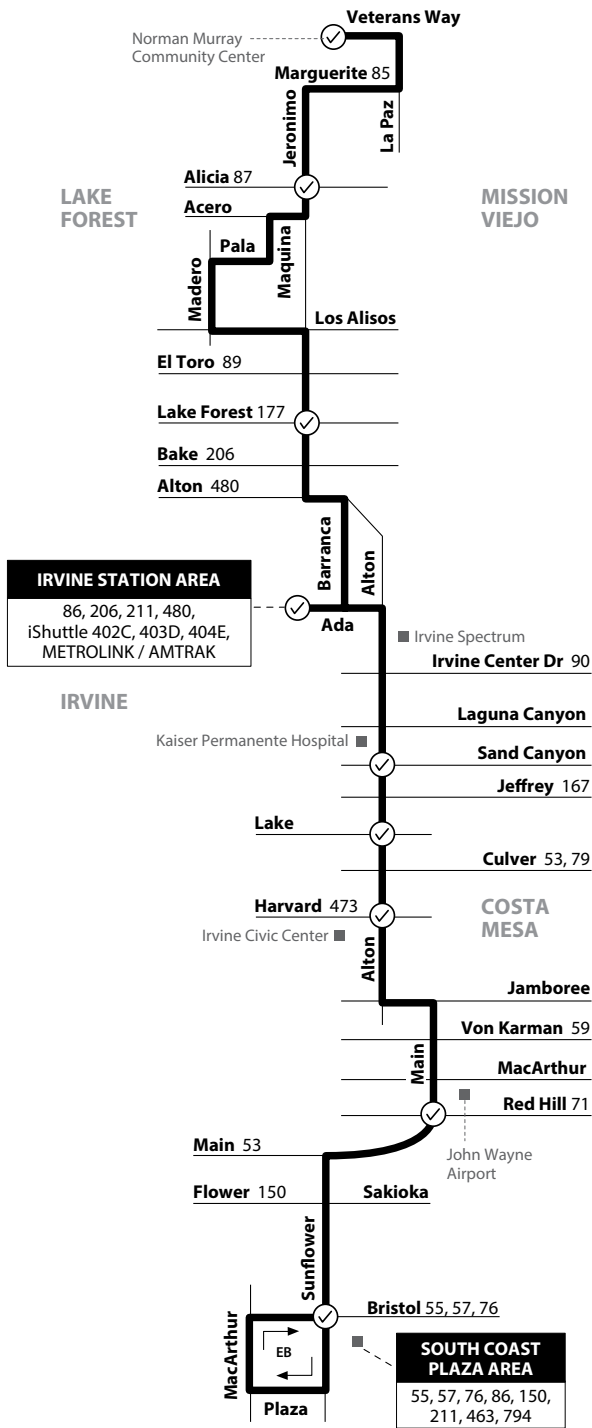 Veterans Way
Norman Murray
Community Center
Marguerite 85
Jeronimo
La Paz
Alicia 87
LAKE
FOREST
MISSION
VIEJO
Acero
Pala
Maquina
Madero
Los Alisos
El Toro 89
Lake Forest 177
Bake 206
Alton 480
Barranca
Alton
IRVINE STATION AREA
86, 206, 211, 480,
iShuttle 402C, 403D, 404E,
METROLINK / AMTRAK
Ada
Irvine Spectrum
Irvine Center Dr 90
IRVINE
Laguna Canyon
Kaiser Permanente Hospital
Sand Canyon
Jeffrey 167
Lake
Culver 53, 79
Harvard 473
COSTA
MESA
Irvine Civic Center
Alton
Jamboree
Von Karman 59
Main
MacArthur
Red Hill 71
Main 53
John Wayne
Airport
Flower 150
Sakioka
Sunflower
Bristol 55, 57, 76
MacArthur
EB
SOUTH COAST
PLAZA AREA
55, 57, 76, 86, 150,
211, 463, 794
Plaza